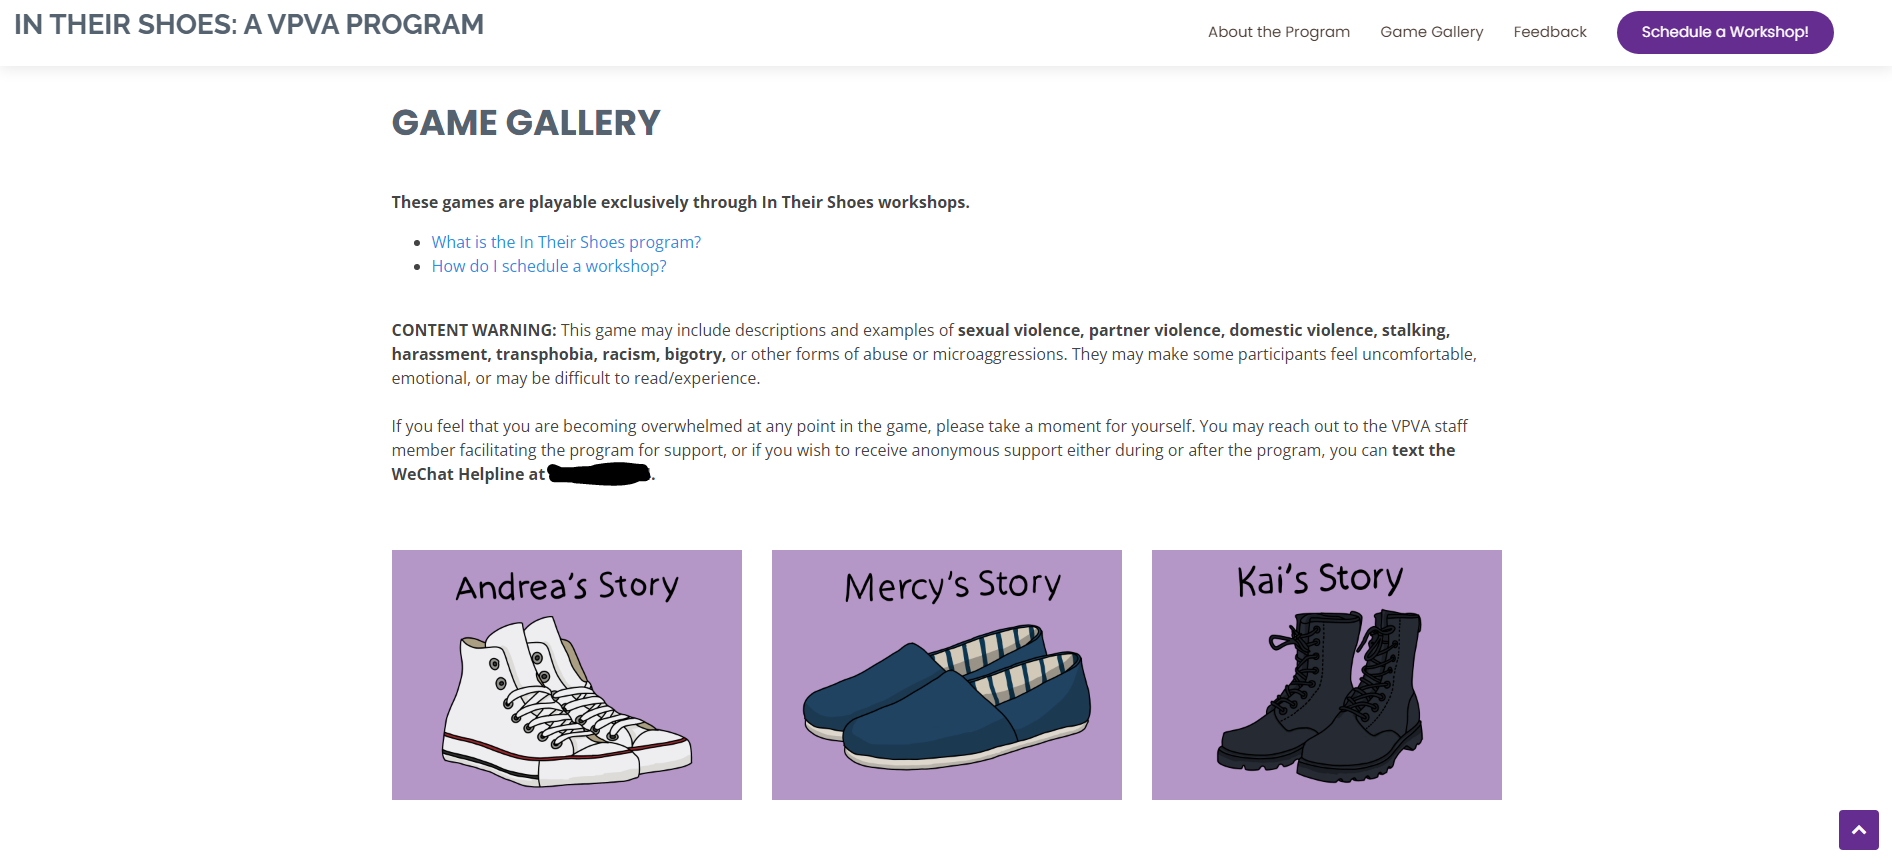 IN THEIR SHOES: A VPVA PROGRAM
About the Program
Game Gallery
Feedback
Schedule a Workshop!
GAME GALLERY
These games are playable exclusively through In Their Shoes workshops.
What is the In Their Shoes program?
How do I schedule a workshop?
CONTENT WARNING: This game may include descriptions and examples of sexual violence, partner violence, domestic violence, stalking,
harassment, transphobia, racism, bigotry, or other forms of abuse or microaggressions. They may make some participants feel uncomfortable,
emotional, or may be difficult to read/experience.
If you feel that you are becoming overwhelmed at any point in the game, please take a moment for yourself. You may reach out to the VPVA staff
member facilitating the program for support, or if you wish to receive anonymous support either during or after the program, you can text the
WeChat Helpline at .
Andrea's Story
Mercy's Story
Kai's Story